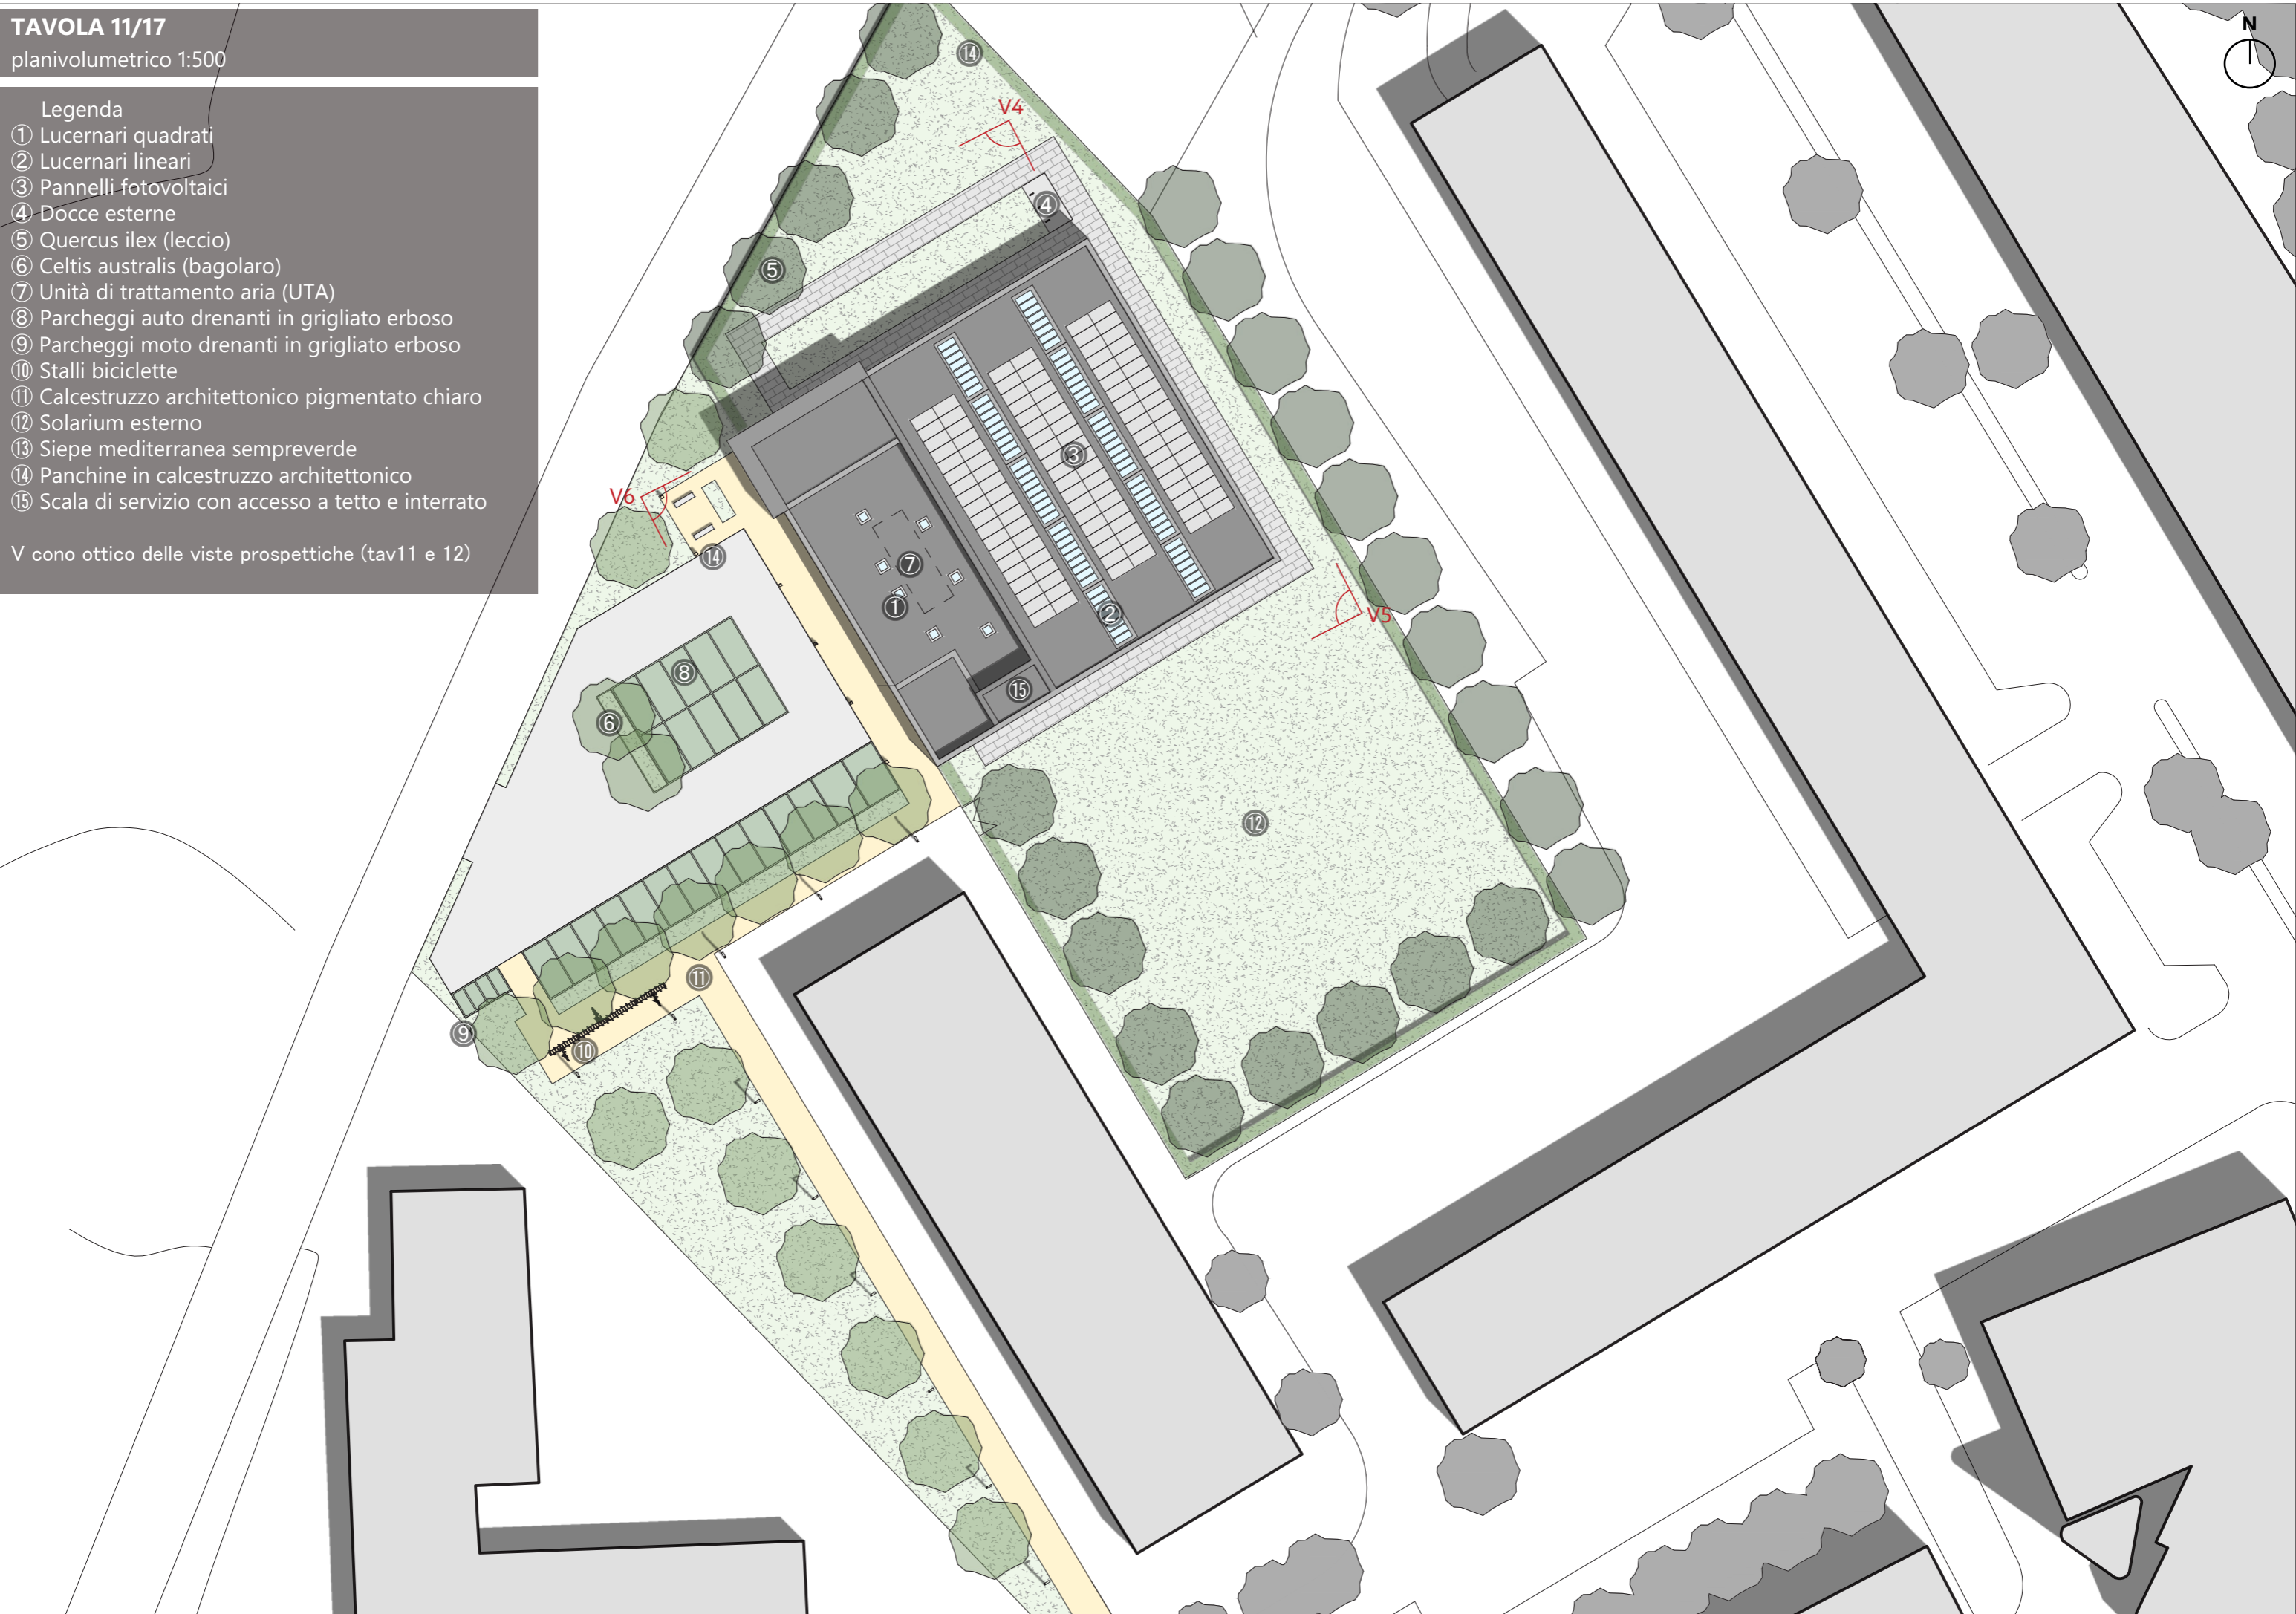 TAVOLA 11/17
planivolumetrico 1:500
Legenda
① Lucernari quadrati
② Lucernari lineari
③ Pannelli fotovoltaici
④ Docce esterne
⑤ Quercus ilex (leccio)
⑥ Celtis australis (bagolaro)
⑦ Unità di trattamento aria (UTA)
⑧ Parcheggi auto drenanti in grigliato erboso
⑨ Parcheggi moto drenanti in grigliato erboso
⑩ Stalli biciclette
⑪ Calcestruzzo architettonico pigmentato chiaro
⑫ Solarium esterno
⑬ Siepe mediterranea sempreverde
⑭ Panchine in calcestruzzo architettonico
⑮ Scala di servizio con accesso a tetto e interrato
V cono ottico delle viste prospettiche (tav11 e 12)
N
⑭
V4
④
⑤
③
V6
⑭
⑦
①
②
V5
⑧
⑮
⑥
⑫
⑪
⑨
⑩